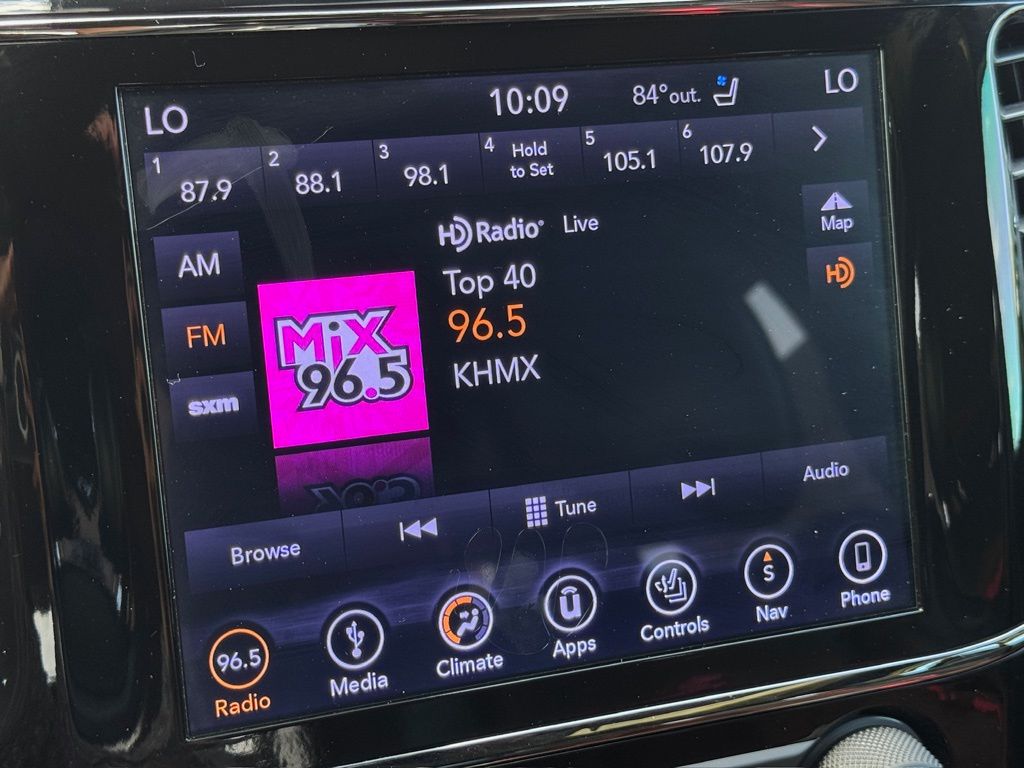 LO
10:09
84°out.
LO
1
87.9
2
88.1
3
98.1
4
Hold
to Set
5
105.1
6
107.9
HD Radio
Live
Map
AM
Top 40
HD
FM
MiX
96.5
96.5
KHMX
sxm
Browse
Tune
Audio
96.5
Radio
Media
Climate
U
Apps
Controls
S
Nav
Phone